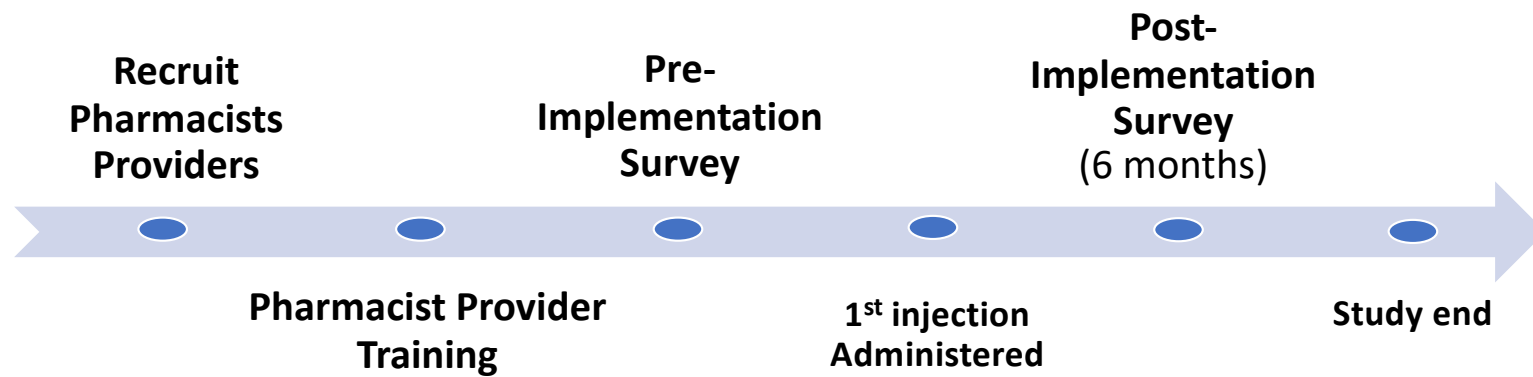 Recruit
Pharmacists
Providers
Pharmacist Provider
Training
Pre-
Implementation
Survey
1st injection
Administered
Post-
Implementation
Survey
(6 months)
Study end